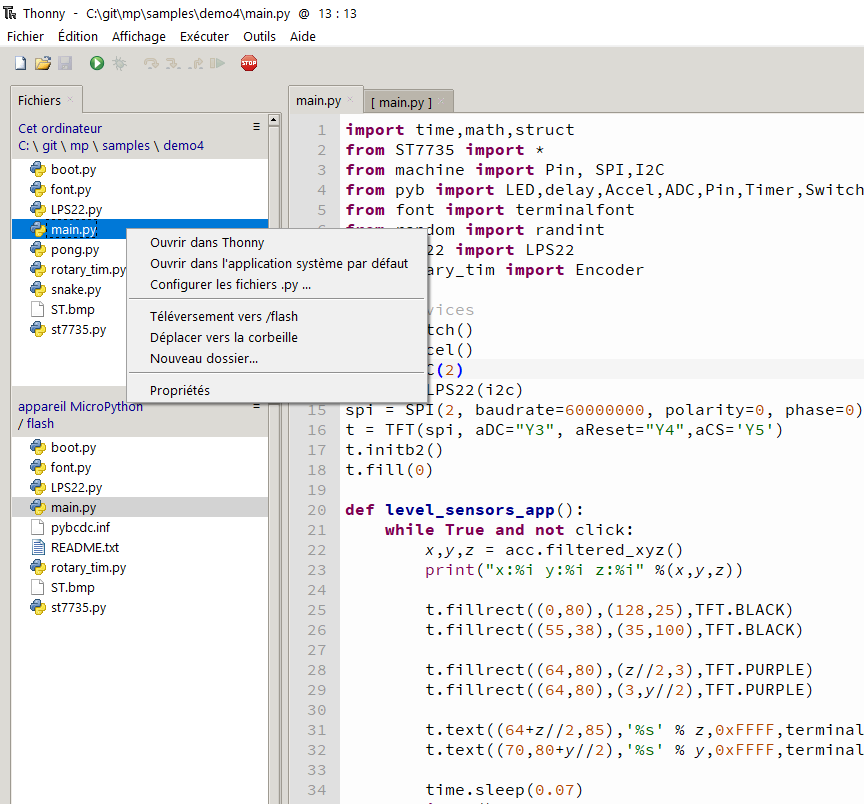 Thonny - C:\git\mp\samples\demo4\main.py @ 13 : 13
Fichier Édition Affichage Exécuter Outils Aide
STOP
Fichiers
Cet ordinateur
C: \ git \ mp \ samples \ demo4
boot.py
font.py
LPS22.py
main.py
pong.py
rotary_tim.py
snake.py
ST.bmp
st7735.py
Ouvrir dans Thonny
Ouvrir dans l'application système par défaut
Configurer les fichiers .py ...
Téléversement vers /flash
Déplacer vers la corbeille
Nouveau dossier...
Propriétés
appareil MicroPython
/ flash
boot.py
font.py
LPS22.py
main.py
pybcdc.inf
README.txt
rotary_tim.py
ST.bmp
st7735.py
main.py [ main.py ]
1 import time,math,struct
2 from ST7735 import *
3 from machine import Pin, SPI,I2C
4 from pyb import LED,delay,Accel,ADC,Pin,Timer,Switch
5 from font import terminalfont
6 import randint
7 22 import LPS22
8 ary_tim import Encoder
vices
tch()
cel()
(2)
LPS22(i2c)
15 spi = SPI(2, baudrate=60000000, polarity=0, phase=0)
16 t = TFT(spi, aDC="Y3", aReset="Y4",aCS='Y5')
17 t.initb2()
18 t.fill(0)
19
20 def level_sensors_app():
21 while True and not click:
22 x,y,z = acc.filtered_xyz()
23 print("x:%i y:%i z:%i" %(x,y,z))
24
25 t.fillrect((0,80),(128,25),TFT.BLACK)
26 t.fillrect((55,38),(35,100),TFT.BLACK)
27
28 t.fillrect((64,80),(z//2,3),TFT.PURPLE)
29 t.fillrect((64,80),(3,y//2),TFT.PURPLE)
30
31 t.text((64+z//2,85),'%s' % z,0xFFFF,terminal
32 t.text((70,80+y//2),'%s' % y,0xFFFF,terminal
33
34 time.sleep(0.07)